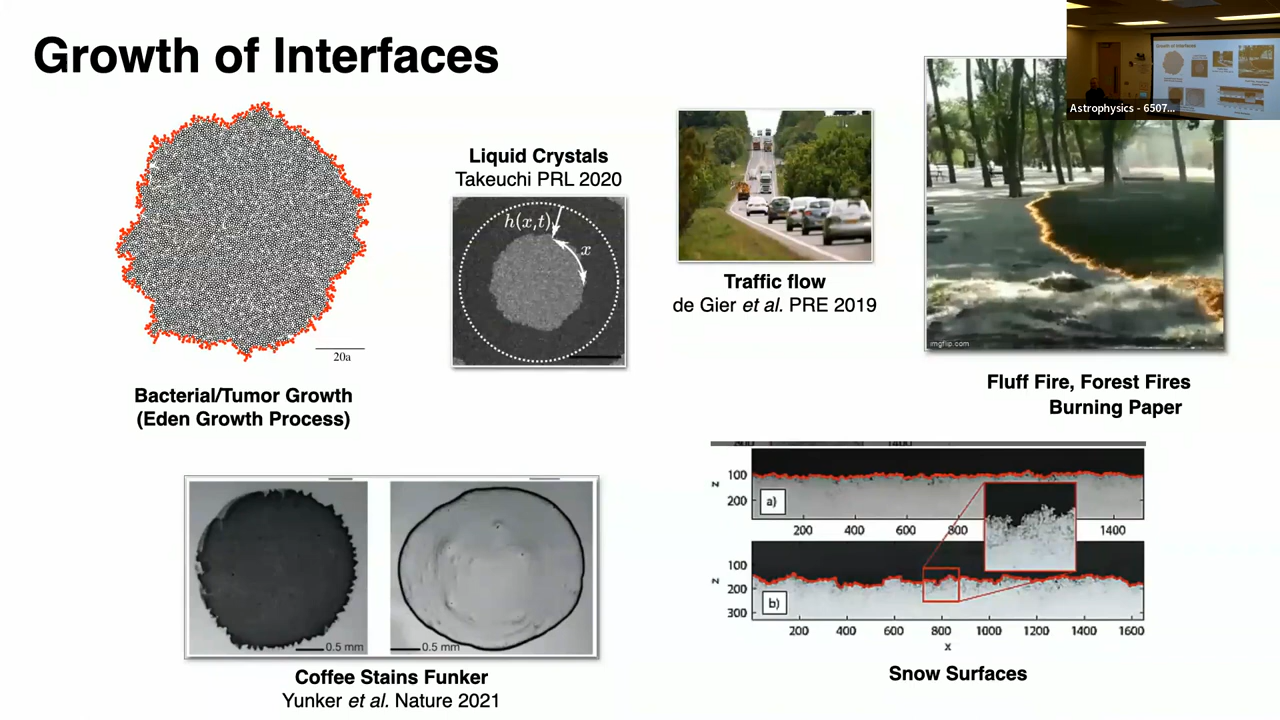 Growth of Interfaces
Astrophysics - 6507...
20a
Bacterial/Tumor Growth
(Eden Growth Process)
Liquid Crystals
Takeuchi PRL 2020
h(x,t)
x
Traffic flow
de Gier et al. PRE 2019
imgflip.com
Fluff Fire, Forest Fires
Burning Paper
0.5 mm
0.5 mm
Coffee Stains Funker
Yunker et al. Nature 2021
z
100
200
a)
200 400 600 800 1400
z
100
200
300
b)
200 400 600 800 1000 1200 1400 1600
x
Snow Surfaces